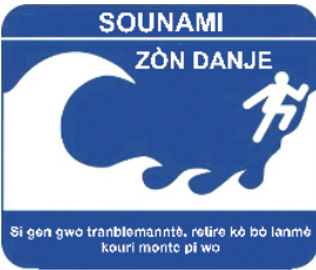 SOUNAMI
ZÒN DANJE
Si gen gwo tranblemanntè, retire kò bò lanmè
kouri monte pi wo